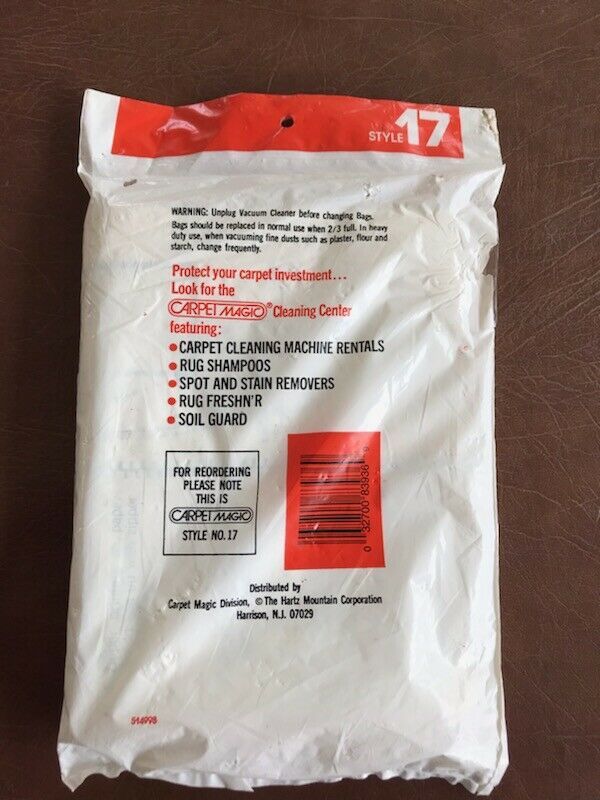 STYLE 17
WARNING: Unplug Vacuum Cleaner before changing Bags.
Bags should be replaced in normal use when 2/3 full. In heavy
duty use, when vacuuming fine dusts such as plaster, flour and
starch, change frequently.
Protect your carpet investment...
Look for the
CARPET MAGIC® Cleaning Center
featuring:
• CARPET CLEANING MACHINE RENTALS
• RUG SHAMPOOS
• SPOT AND STAIN REMOVERS
• RUG FRESHN'R
• SOIL GUARD
FOR REORDERING
PLEASE NOTE
THIS IS
CARPET MAGIC
STYLE NO. 17
0 32700 83936 9
Distributed by
Carpet Magic Division, © The Hartz Mountain Corporation
Harrison, N.J. 07029
514998